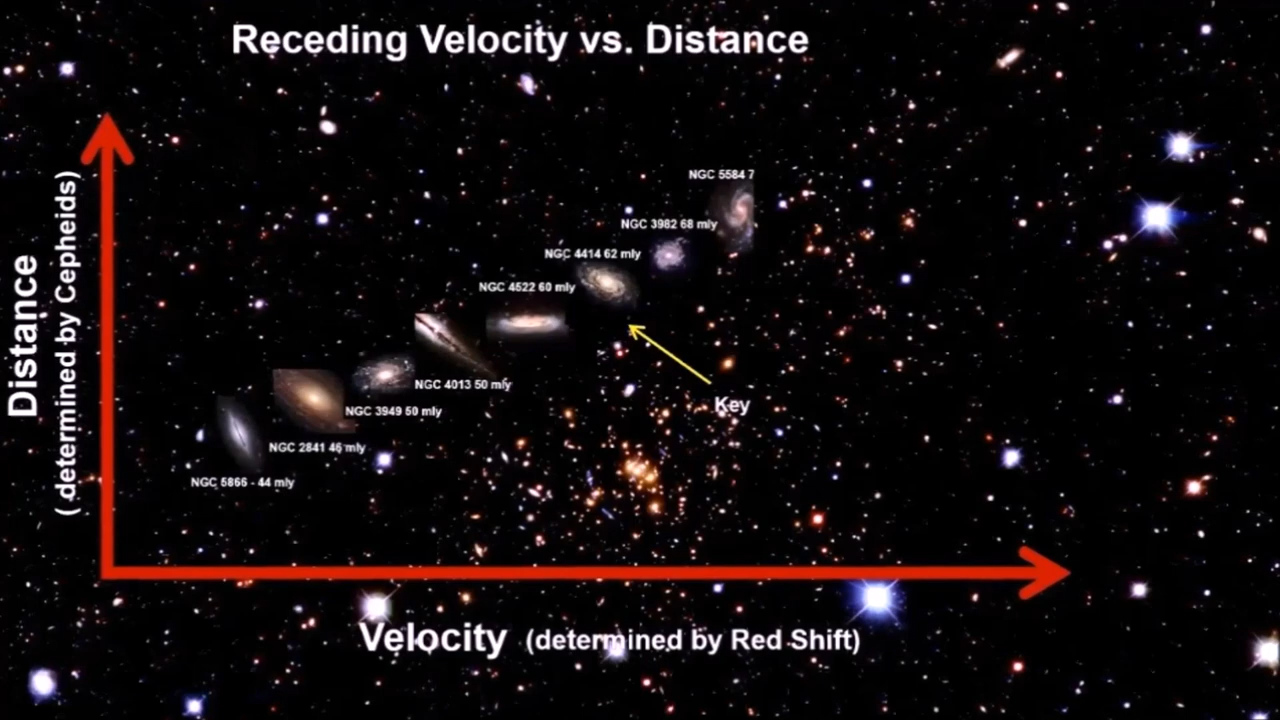 Receding Velocity vs. Distance
NGC 5584 7
NGC 3982 68 mly
NGC 4414 62 mly
NGC 4522 60 mly
Key
NGC 4013 50 mly
NGC 3949 50 mly
NGC 2841 46 mly
NGC 5866 - 44 mly
Distance
(determined by Cepheids)
Velocity (determined by Red Shift)